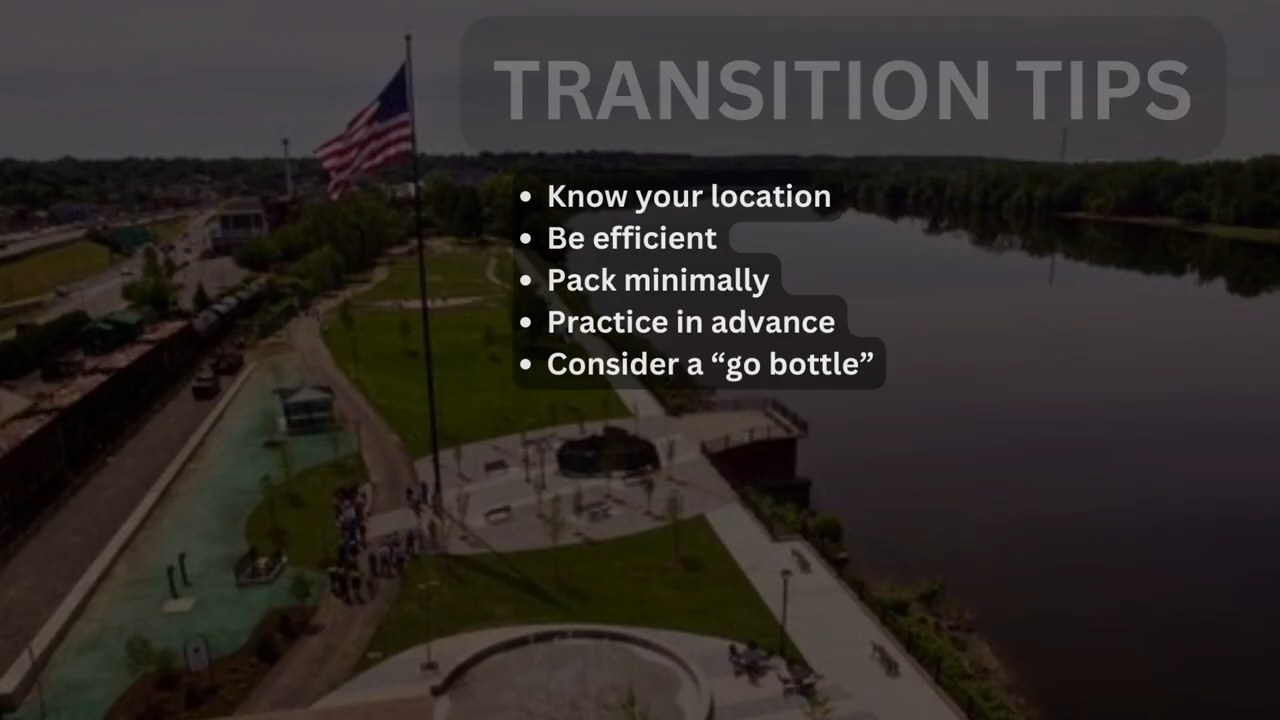 TRANSITION TIPS
• Know your location
• Be efficient
• Pack minimally
• Practice in advance
• Consider a “go bottle”